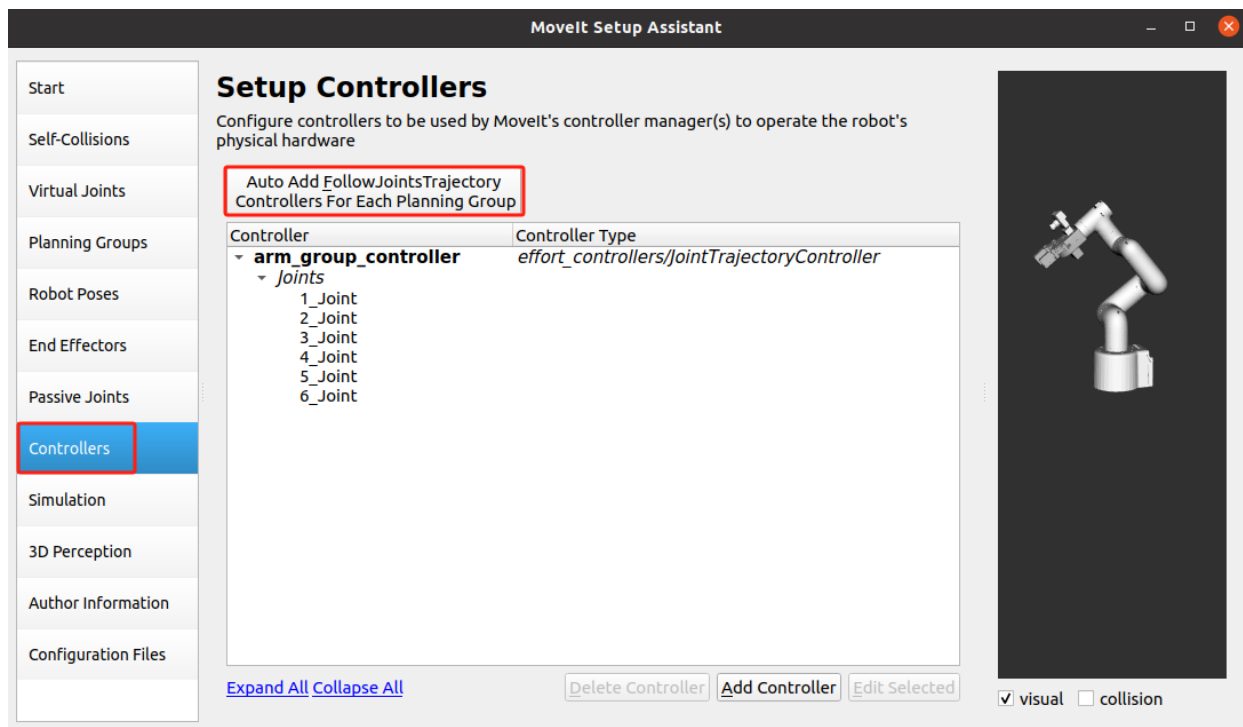 MoveIt Setup Assistant
Start
Self-Collisions
Virtual Joints
Planning Groups
Robot Poses
End Effectors
Passive Joints
Controllers
Simulation
3D Perception
Author Information
Configuration Files
Setup Controllers
Configure controllers to be used by MoveIt's controller manager(s) to operate the robot's
physical hardware
Auto Add FollowJointsTrajectory
Controllers For Each Planning Group
Controller Controller Type
arm_group_controller effort_controllers/JointTrajectoryController
Joints
1_Joint
2_Joint
3_Joint
4_Joint
5_Joint
6_Joint
Expand All Collapse All Delete Controller Add Controller Edit Selected
visual collision